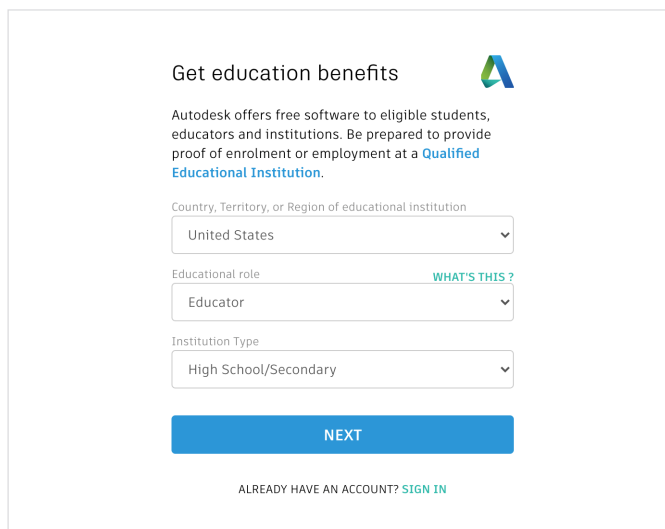 Get education benefits
Autodesk offers free software to eligible students,
educators and institutions. Be prepared to provide
proof of enrolment or employment at a Qualified
Educational Institution.
Country, Territory, or Region of educational institution
United States
Educational role
WHAT'S THIS ?
Educator
Institution Type
High School/Secondary
NEXT
ALREADY HAVE AN ACCOUNT? SIGN IN